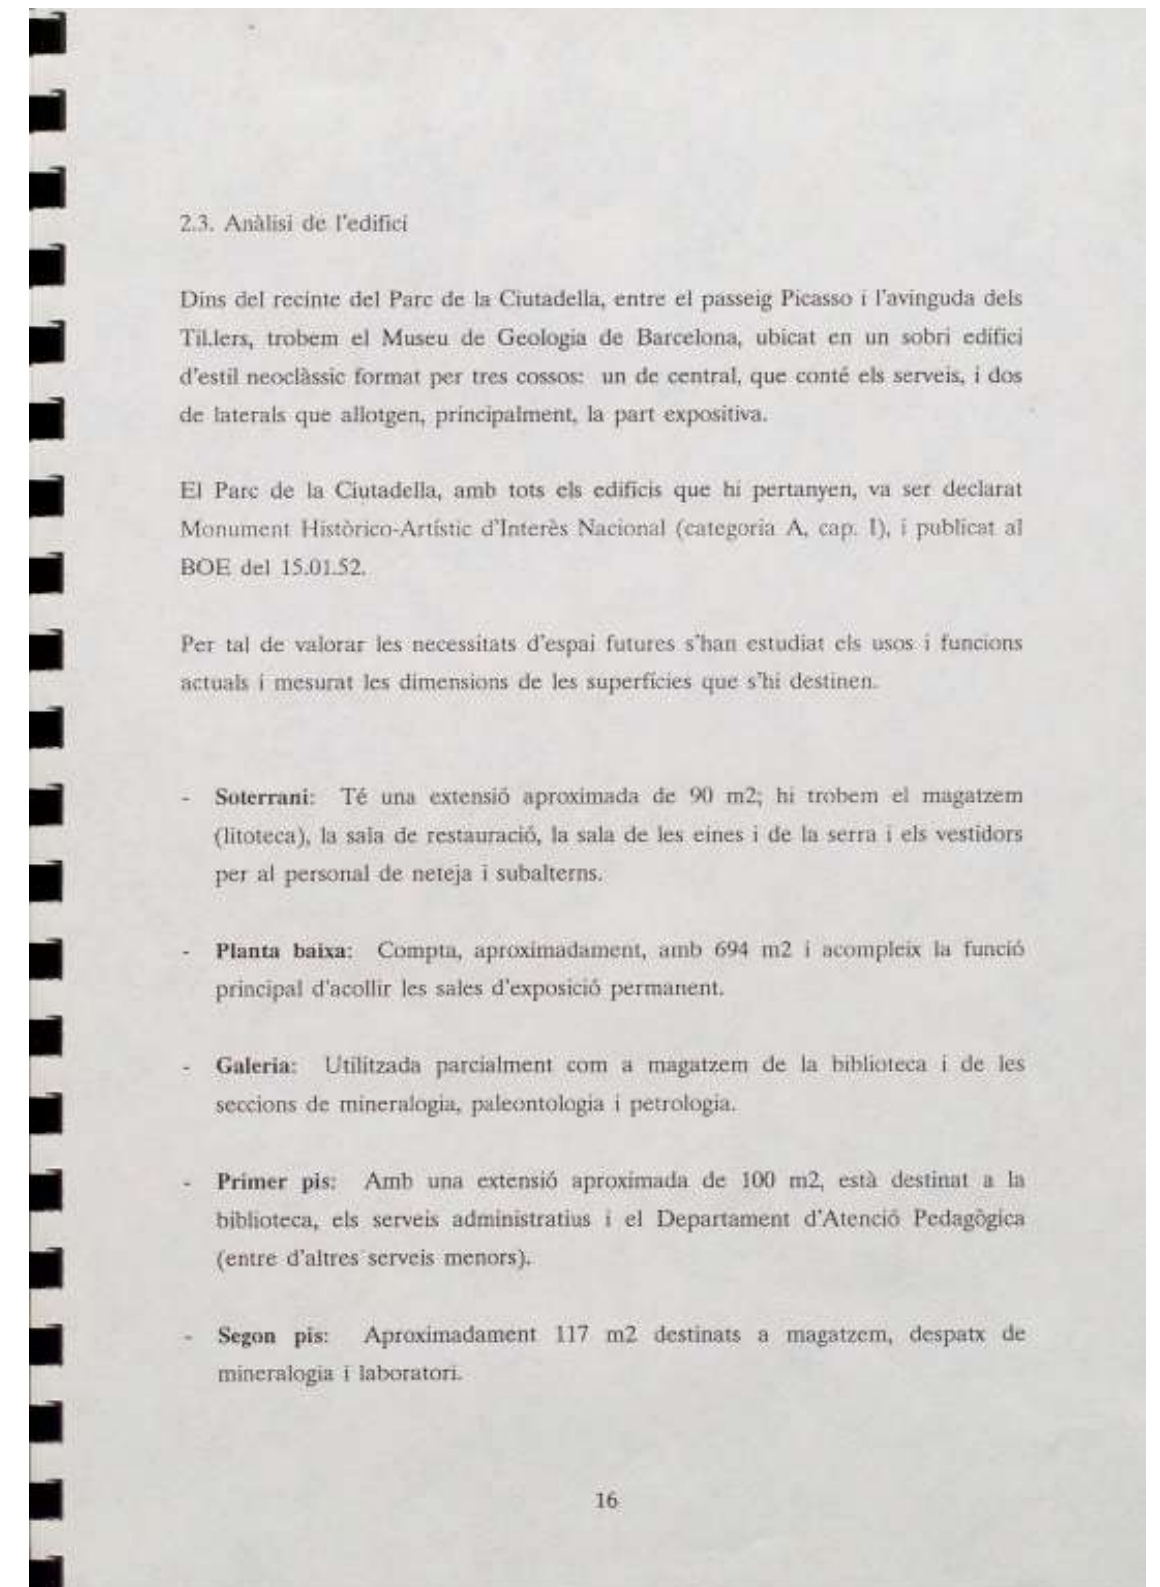 2.3. Anàlisi de l'edifici
Dins del recinte del Parc de la Ciutadella, entre el passeig Picasso i l'avinguda dels
Til.lers, trobem el Museu de Geologia de Barcelona, ubicat en un sobri edifici
d'estil neoclàssic format per tres cossos: un de central, que conté els serveis, i dos
de laterals que allotgen, principalment, la part expositiva.
El Parc de la Ciutadella, amb tots els edificis que hi pertanyen, va ser declarat
Monument Històrico-Artístic d'Interès Nacional (categoria A, cap. I), i publicat al
BOE del 15.01.52.
Per tal de valorar les necessitats d'espai futures s'han estudiat els usos i funcions
actuals i mesurat les dimensions de les superfícies que s'hi destinen.
- Soterrani: Té una extensió aproximada de 90 m2; hi trobem el magatzem
(litoteca), la sala de restauració, la sala de les eines i de la serra i els vestidors
per al personal de neteja i subalterns.
- Planta baixa: Compta, aproximadament, amb 694 m2 i acompleix la funció
principal d'acollir les sales d'exposició permanent.
- Galeria: Utilitzada parcialment com a magatzem de la biblioteca i de les
seccions de mineralogia, paleontologia i petrologia.
- Primer pis: Amb una extensió aproximada de 100 m2, està destinat a la
biblioteca, els serveis administratius i el Departament d'Atenció Pedagògica
(entre d'altres serveis menors).
- Segon pis: Aproximadament 117 m2 destinats a magatzem, despatx de
mineralogia i laboratori.
16